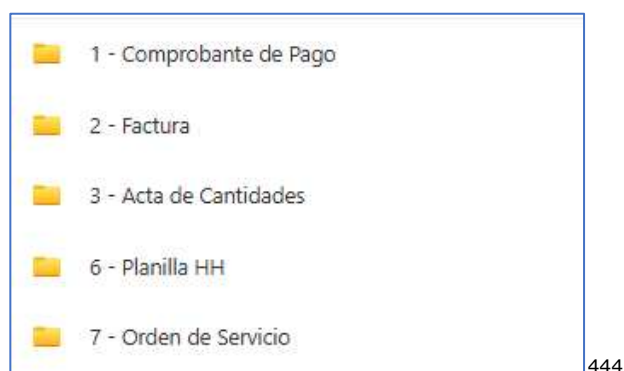 1 - Comprobante de Pago
2 - Factura
3 - Acta de Cantidades
6 - Planilla HH
7 - Orden de Servicio
444